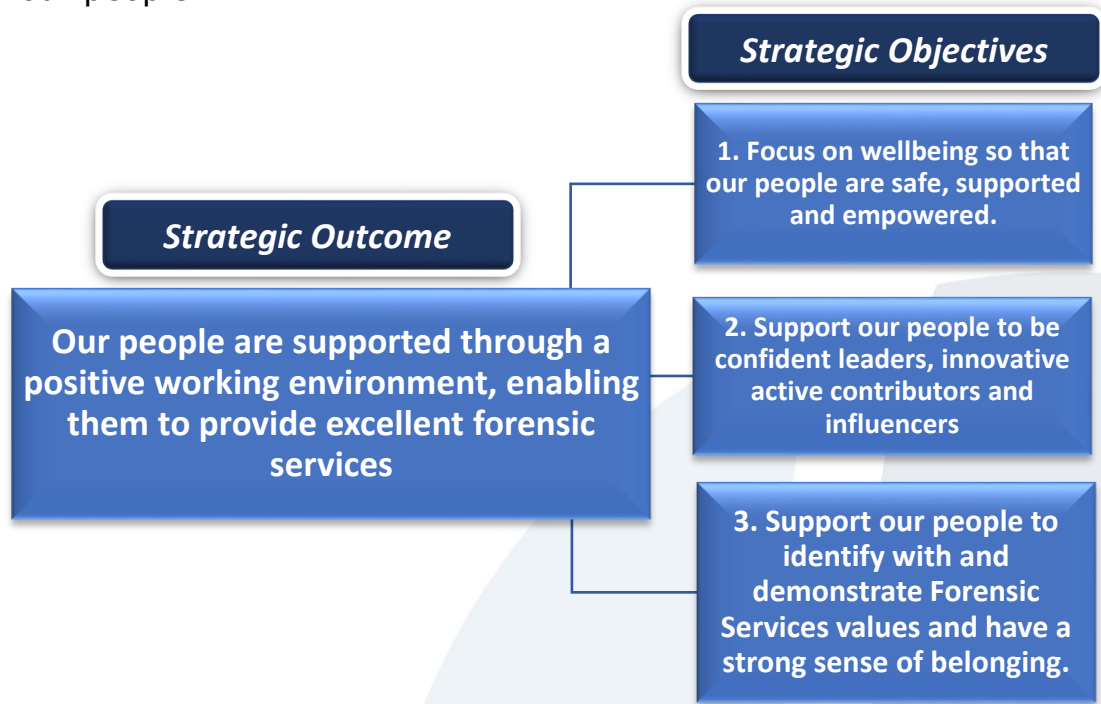 Strategic Objectives
1. Focus on wellbeing so that
our people are safe, supported
and empowered.
Strategic Outcome
Our people are supported through a
positive working environment, enabling
them to provide excellent forensic
services
2. Support our people to be
confident leaders, innovative
active contributors and
influencers
3. Support our people to
identify with and
demonstrate Forensic
Services values and have a
strong sense of belonging.